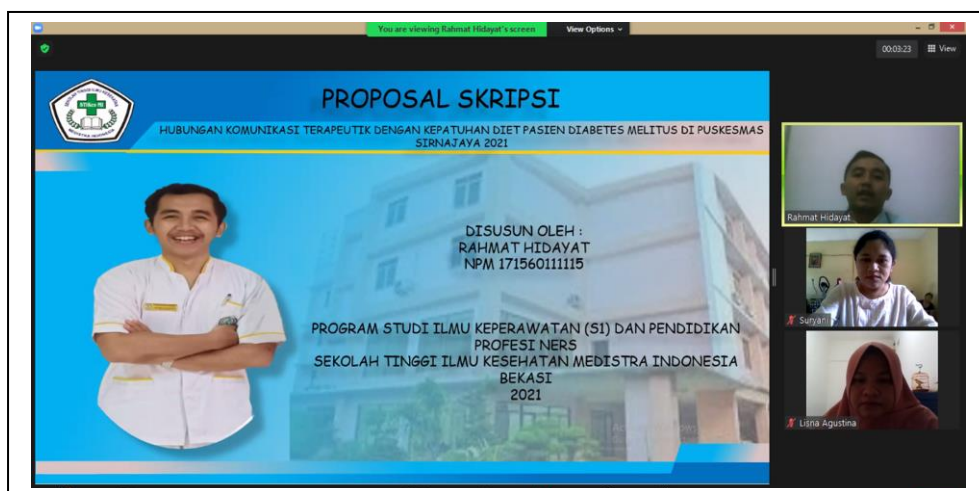 You are viewing Rahmat Hidayat's screen
View Options
00:03:23
View
PROPOSAL SKRIPSI
HUBUNGAN KOMUNIKASI TERAPEUTIK DENGAN KEPATUHAN DIET PASIEN DIABETES MELITUS DI PUSKESMAS
SIRNAJAYA 2021
STIKes MI
DISUSUN OLEH :
RAHMAT HIDAYAT
NPM 171560111115
PROGRAM STUDI ILMU KEPERAWATAN (S1) DAN PENDIDIKAN
PROFESI NERS
SEKOLAH TINGGI ILMU KESEHATAN MEDISTRA INDONESIA
BEKASI
2021
Rahmat Hidayat
Suryani
Lisna Agustina